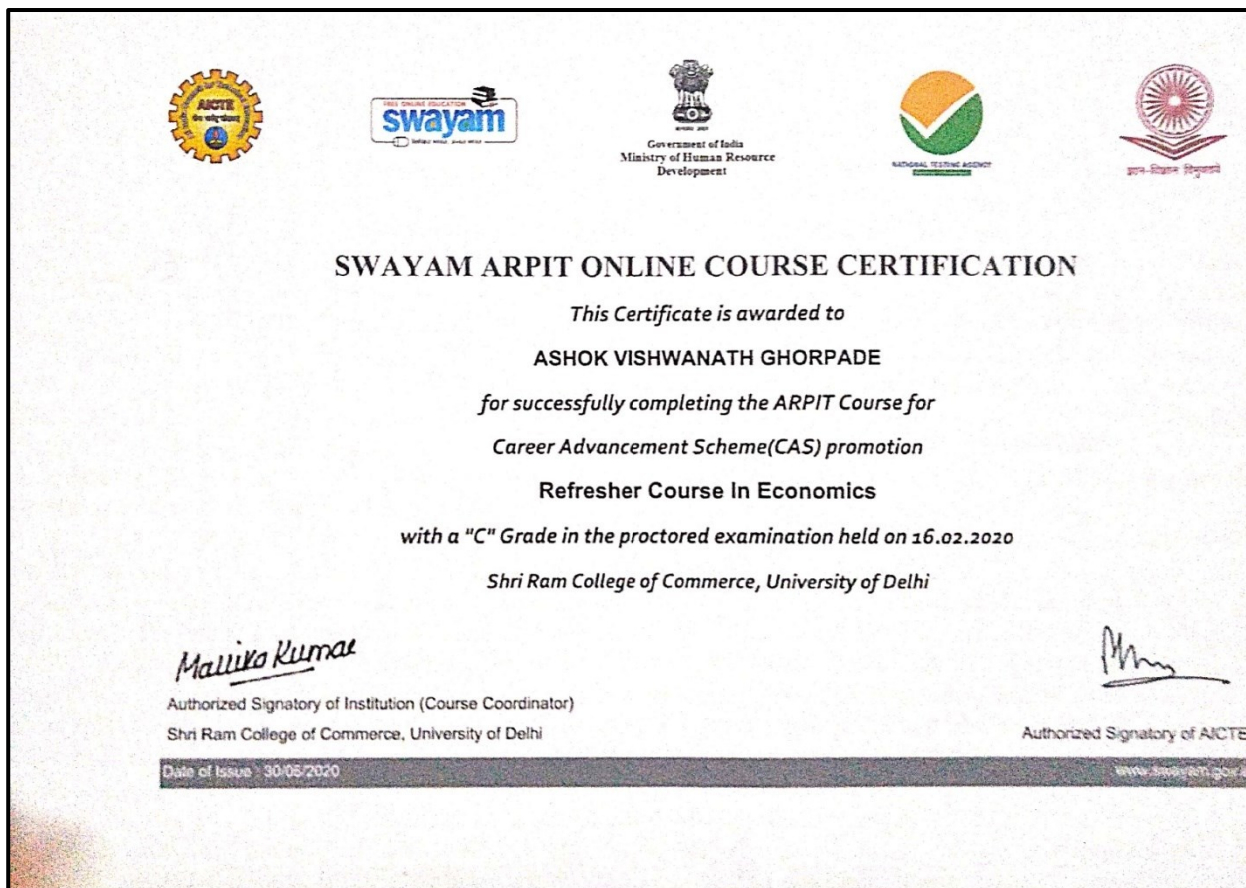 AICTE
FREE ONLINE EDUCATION
swayam
Government of India
Ministry of Human Resource
Development
NATIONAL TESTING AGENCY
ज्ञान-विज्ञान विमुक्तये
SWAYAM ARPIT ONLINE COURSE CERTIFICATION
This Certificate is awarded to
ASHOK VISHWANATH GHORPADE
for successfully completing the ARPIT Course for
Career Advancement Scheme(CAS) promotion
Refresher Course In Economics
with a "C" Grade in the proctored examination held on 16.02.2020
Shri Ram College of Commerce, University of Delhi
Mallika Kumar
Authorized Signatory of Institution (Course Coordinator)
Shri Ram College of Commerce, University of Delhi
Authorized Signatory of AICTE
Date of Issue : 30/05/2020
www.swayam.gov.i